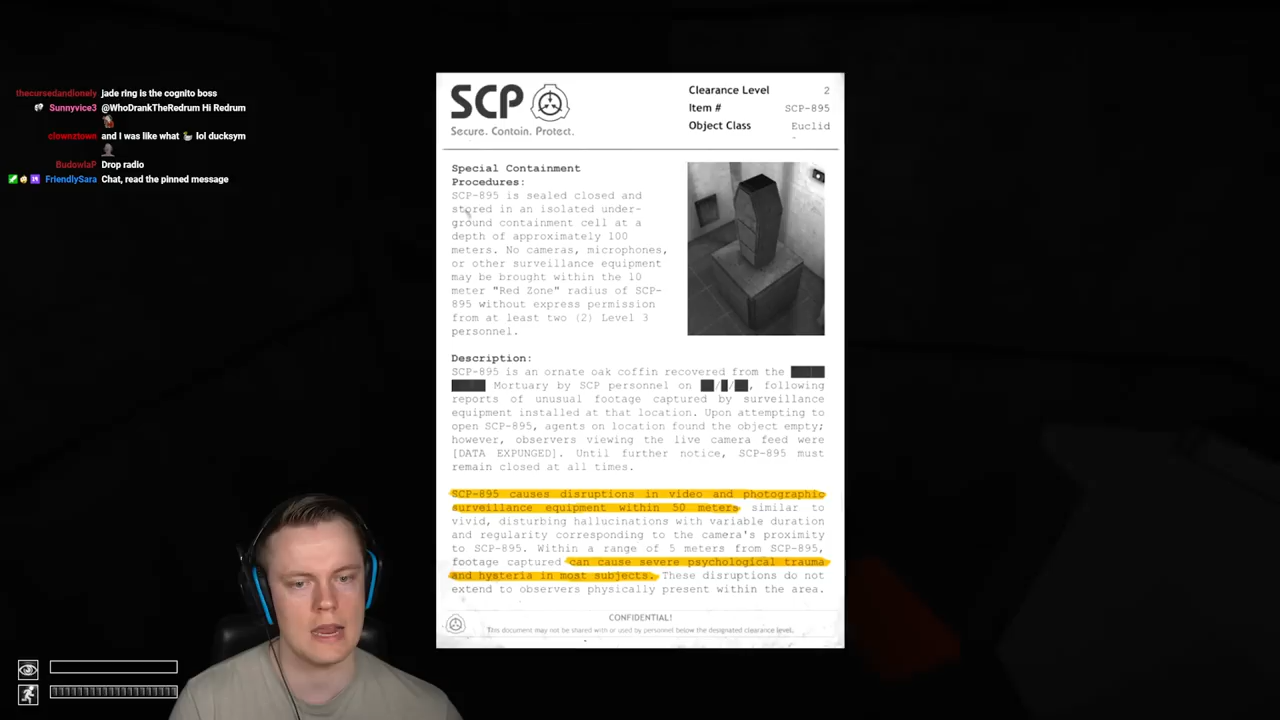 thecursedandlonely jade ring is the cognito boss
Sunnyvice3 @WhoDrankTheRedrum Hi Redrum
clownztown and I was like what lol ducksym
BudowlaP Drop radio
FriendlySara Chat, read the pinned message
SCP
Secure. Contain. Protect.
Clearance Level 2
Item # SCP-895
Object Class Euclid
Special Containment
Procedures:
SCP-895 is sealed closed and
stored in an isolated under-
ground containment cell at a
depth of approximately 100
meters. No cameras, microphones,
or other surveillance equipment
may be brought within the 10
meter "Red Zone" radius of SCP-
895 without express permission
from at least two (2) Level 3
personnel.
Description:
SCP-895 is an ornate oak coffin recovered from the
Mortuary by SCP personnel on / / , following
reports of unusual footage captured by surveillance
equipment installed at that location. Upon attempting to
open SCP-895, agents on location found the object empty;
however, observers viewing the live camera feed were
[DATA EXPUNGED]. Until further notice, SCP-895 must
remain closed at all times.
SCP-895 causes disruptions in video and photographic
surveillance equipment within 50 meters similar to
vivid, disturbing hallucinations with variable duration
and regularity corresponding to the camera's proximity
to SCP-895. Within a range of 5 meters from SCP-895,
footage captured can cause severe psychological trauma
and hysteria in most subjects. These disruptions do not
extend to observers physically present within the area.
CONFIDENTIAL!
This document may not be shared with or used by personnel below the designated clearance level.